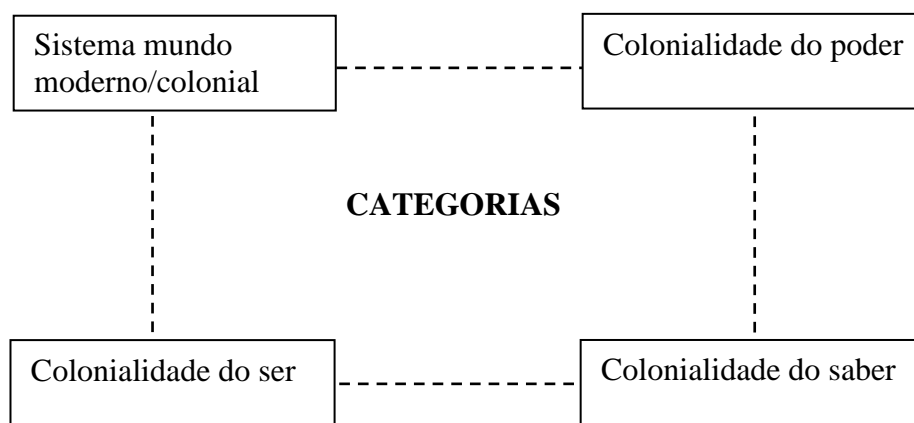 Sistema mundo
moderno/colonial
Colonialidade do poder
CATEGORIAS
Colonialidade do ser
Colonialidade do saber